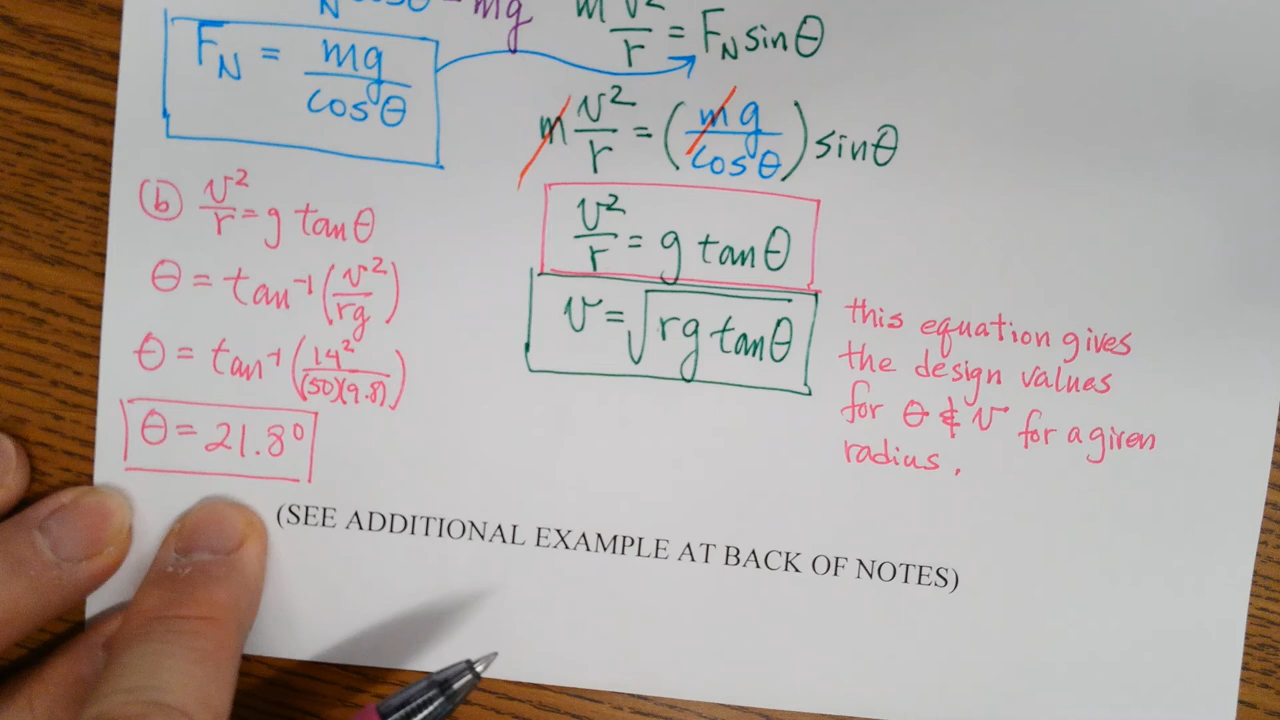 N cosθ - mg
m v²/r = F_N sinθ
F_N = mg/cosθ
m v²/r = (mg/cosθ) sinθ
v²/r = g tanθ
v = √(rg tanθ)
(b) v²/r = g tanθ
θ = tan⁻¹(v²/rg)
θ = tan⁻¹(14²/(50)(9.8))
θ = 21.8°
this equation gives
the design values
for θ & v for a given
radius.
(SEE ADDITIONAL EXAMPLE AT BACK OF NOTES)